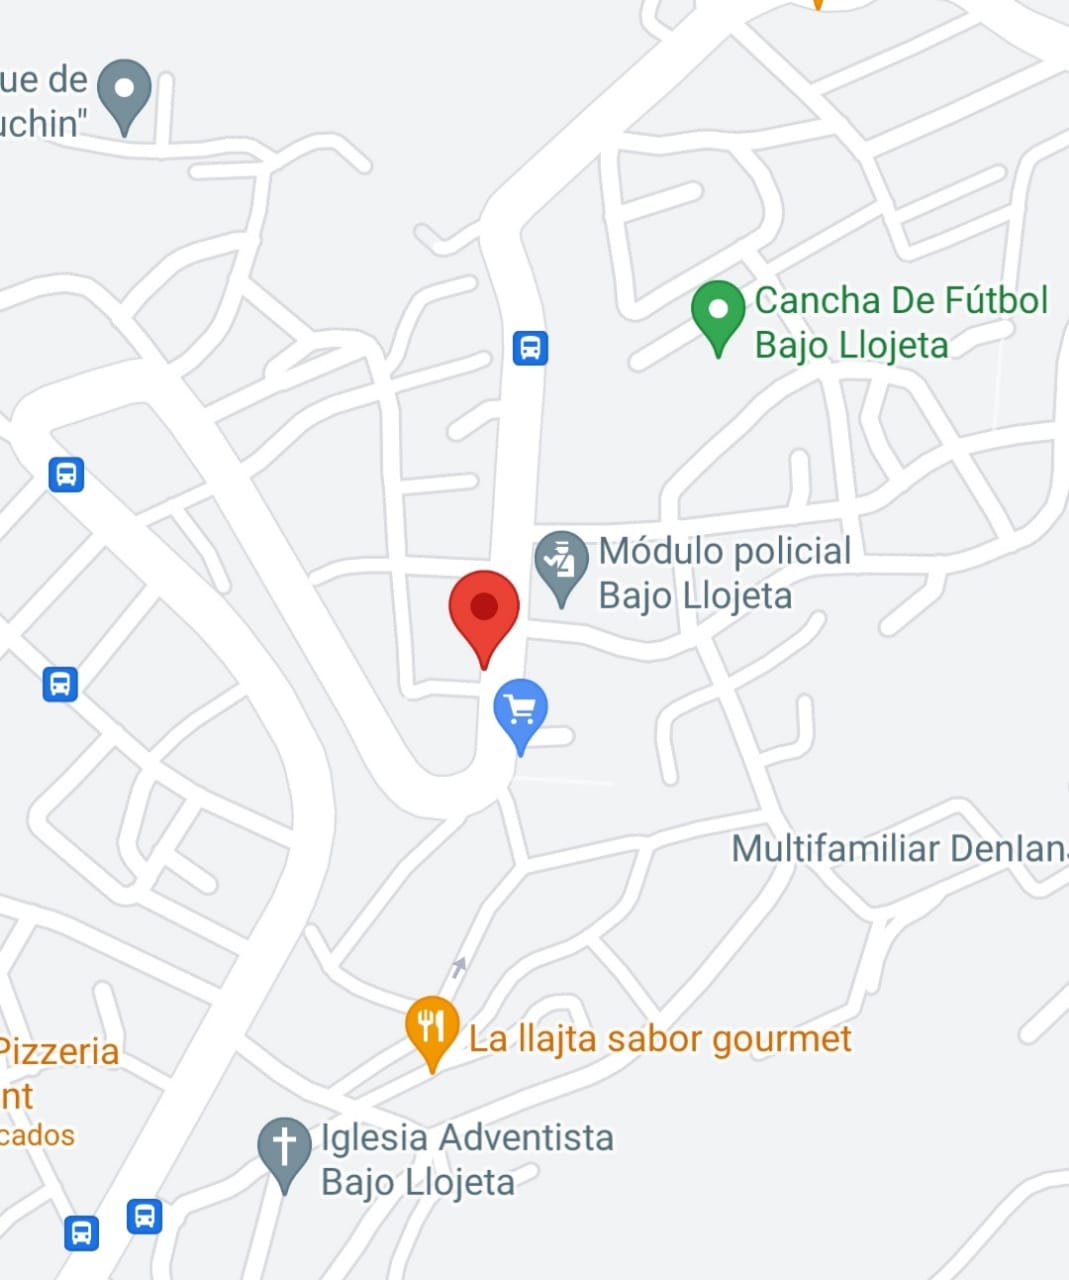 ue de
uchin"
Cancha De Fútbol
Bajo Llojeta
Módulo policial
Bajo Llojeta
Multifamiliar Denlan
La llajta sabor gourmet
Pizzeria
nt
cados
Iglesia Adventista
Bajo Llojeta